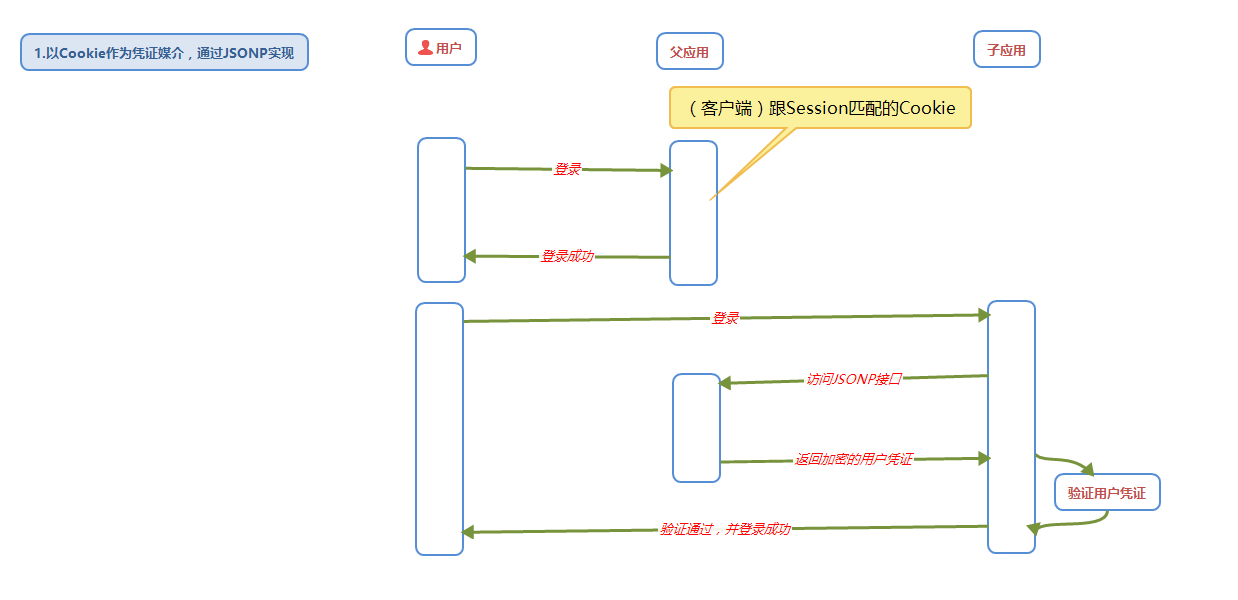 1.以Cookie作为凭证媒介，通过JSONP实现
用户
父应用
子应用
（客户端）跟Session匹配的Cookie
登录
登录成功
登录
访问JSONP接口
返回加密的用户凭证
验证用户凭证
验证通过，并登录成功